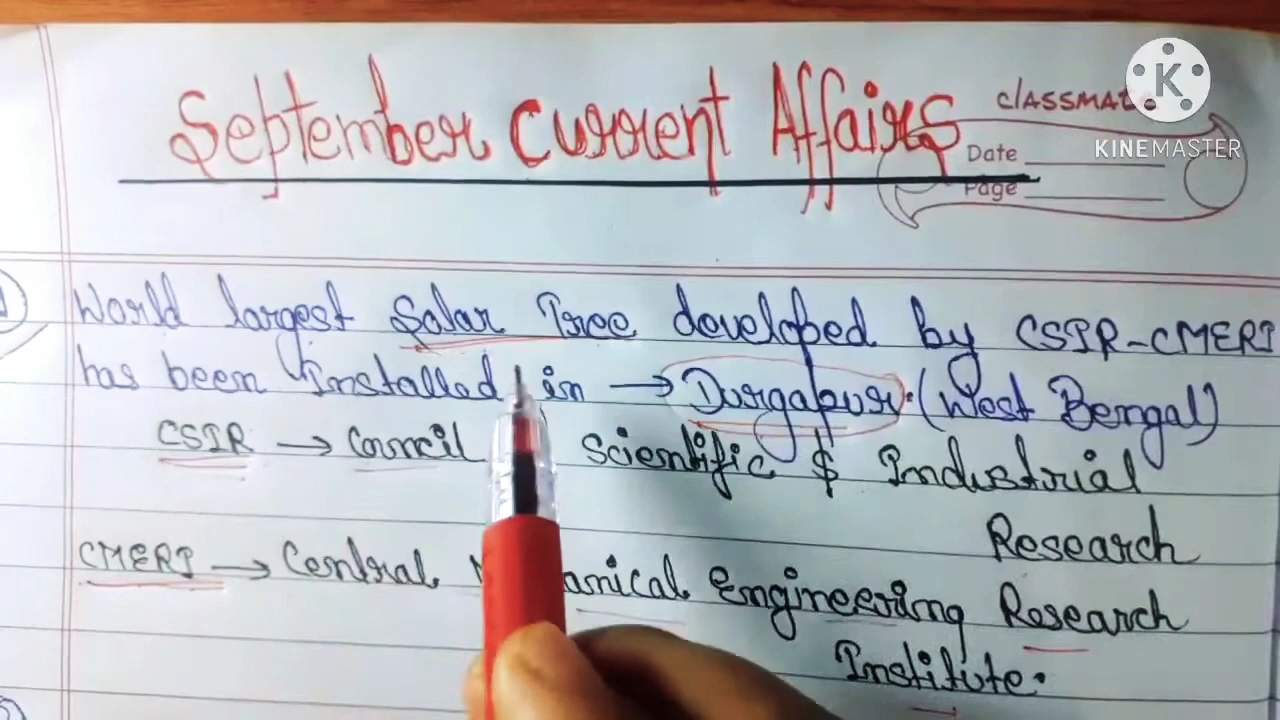 September Current Affairs
classmate
KINEMASTER
Date
Page
World largest Solar Tree developed by CSIR-CMERI
has been Installed in → Durgapur. (West Bengal)
CSIR → Council Scientific & Industrial
Research
CMERI → Central Engineering Research
Institute.